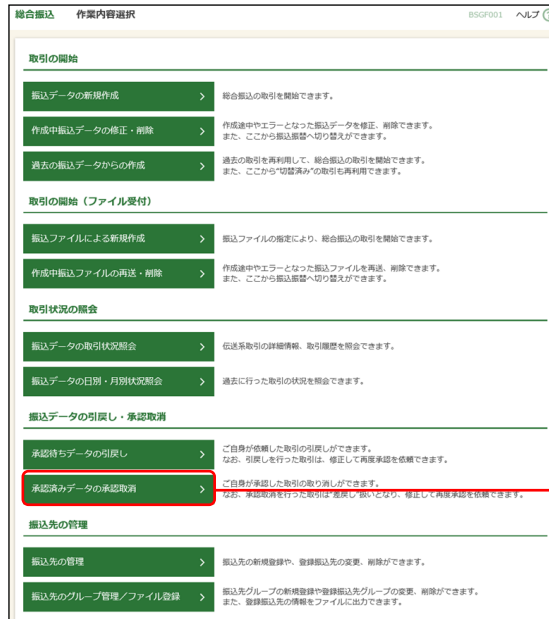 総合振込 作業内容選択 BSGF001 ヘルプ
取引の開始
振込データの新規作成 総合振込の取引を開始できます。
作成中振込データの修正・削除 作成途中やエラーとなった振込データを修正、削除できます。
また、ここから振込振替へ切り替えができます。
過去の振込データからの作成 過去の取引を再利用して、総合振込の取引を開始できます。
また、ここから“切替済み”の取引も再利用できます。
取引の開始（ファイル受付）
振込ファイルによる新規作成 振込ファイルの指定により、総合振込の取引を開始できます。
作成中振込ファイルの再送・削除 作成途中やエラーとなった振込ファイルを再送、削除できます。
また、ここから振込振替へ切り替えができます。
取引状況の照会
振込データの取引状況照会 伝送系取引の詳細情報、取引履歴を照会できます。
振込データの日別・月別状況照会 過去に行った取引の状況を照会できます。
振込データの引戻し・承認取消
承認待ちデータの引戻し ご自身が依頼した取引の引戻しができます。
なお、引戻しを行った取引は、修正して再度承認を依頼できます。
承認済みデータの承認取消 ご自身が承認した取引の取り消しができます。
なお、承認取消を行った取引は“差戻し”扱いとなり、修正して再度承認を依頼できます。
振込先の管理
振込先の管理 振込先の新規登録や、登録振込先の変更、削除ができます。
振込先のグループ管理／ファイル登録 振込先グループの新規登録や登録振込先グループの変更、削除ができます。
また、登録振込先の情報をファイルに出力できます。